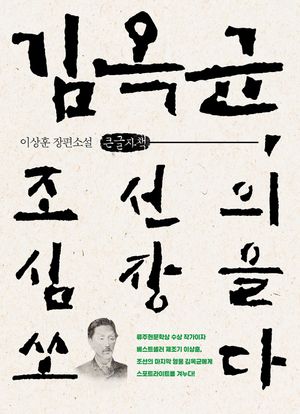 김옥균,
이상훈 장편소설 큰글자책
조선의
심장을
쏘다
류주현문학상 수상 작가이자
베스트셀러 제조기 이상훈,
조선의 마지막 영웅 김옥균에게
스포트라이트를 겨누다!